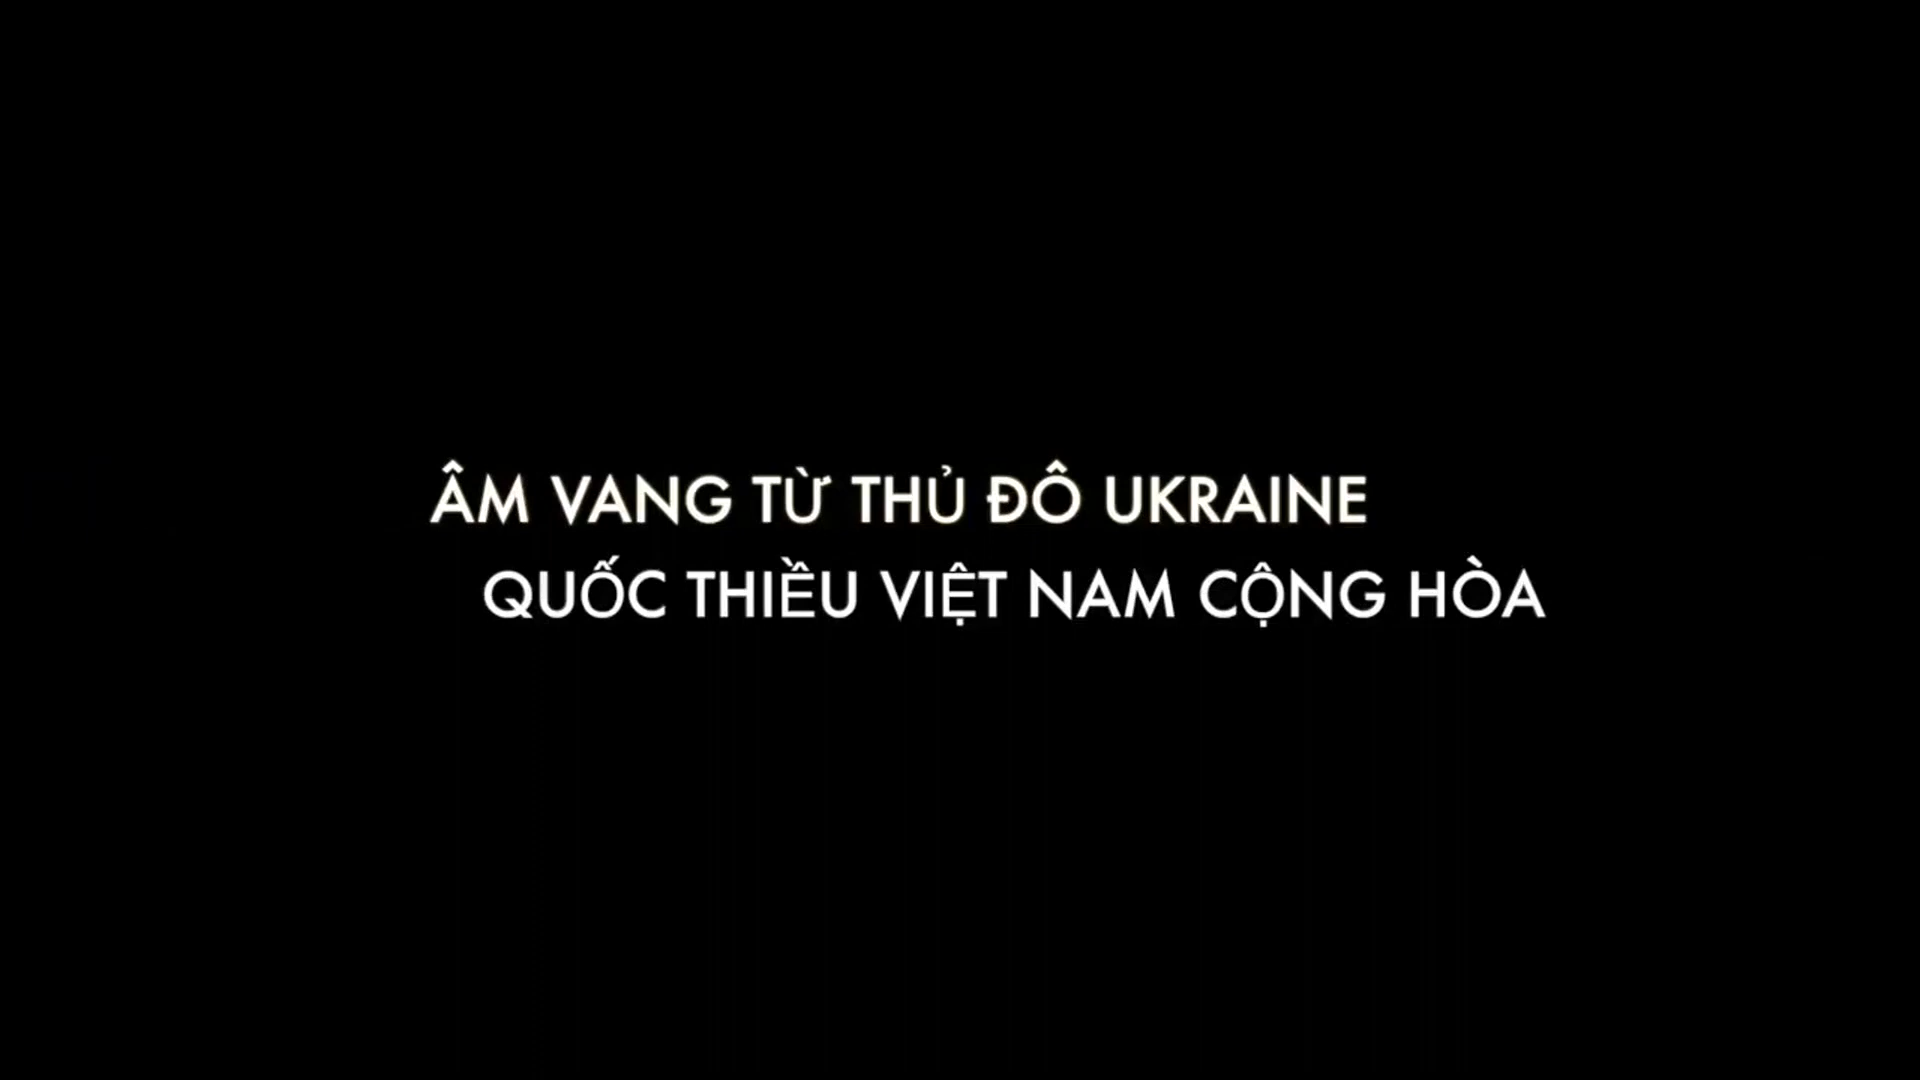 ÂM VANG TỪ THỦ ĐÔ UKRAINE
QUỐC THIỀU VIỆT NAM CỘNG HÒA